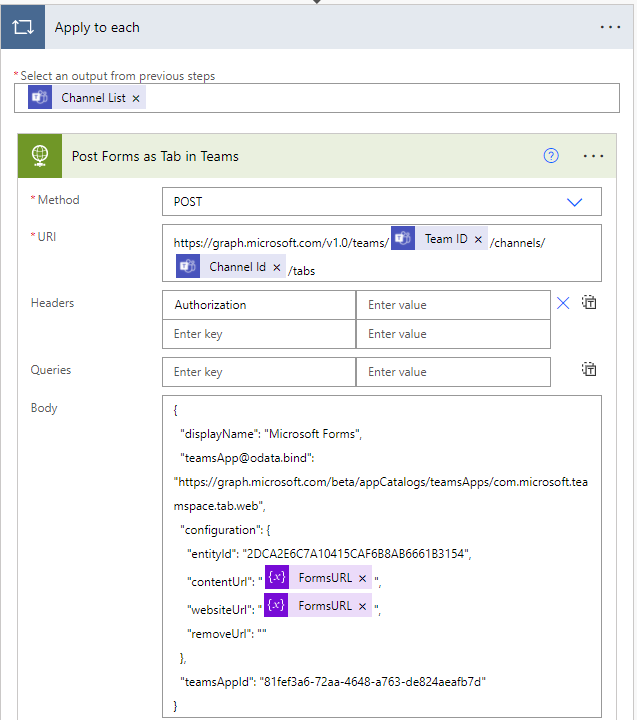 Apply to each
* Select an output from previous steps
Channel List ×
Post Forms as Tab in Teams
* Method
POST
* URI
https://graph.microsoft.com/v1.0/teams/ Team ID × /channels/
Channel Id × /tabs
Headers
Authorization Enter value
Enter key Enter value
Queries
Enter key Enter value
Body
{
"displayName": "Microsoft Forms",
"teamsApp@odata.bind":
"https://graph.microsoft.com/beta/appCatalogs/teamsApps/com.microsoft.tea
mspace.tab.web",
"configuration": {
"entityId": "2DCA2E6C7A10415CAF6B8AB6661B3154",
"contentUrl": " {x} FormsURL × ",
"websiteUrl": " {x} FormsURL × ",
"removeUrl": ""
},
"teamsAppId": "81fef3a6-72aa-4648-a763-de824aeafb7d"
}